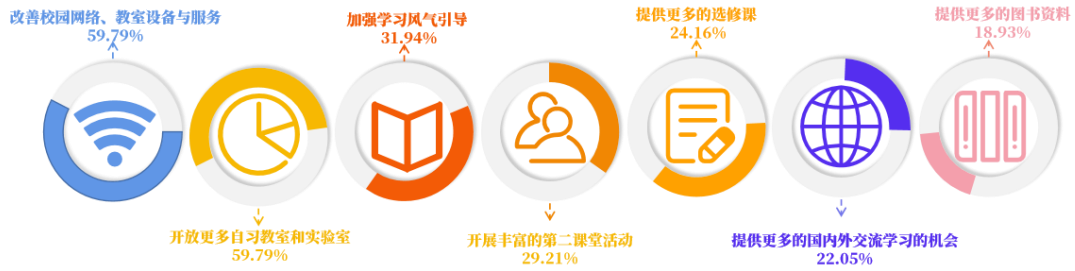 改善校园网络、教室设备与服务
59.79%
开放更多自习教室和实验室
59.79%
加强学习风气引导
31.94%
开展丰富的第二课堂活动
29.21%
提供更多的选修课
24.16%
提供更多的国内外交流学习的机会
22.05%
提供更多的图书资料
18.93%